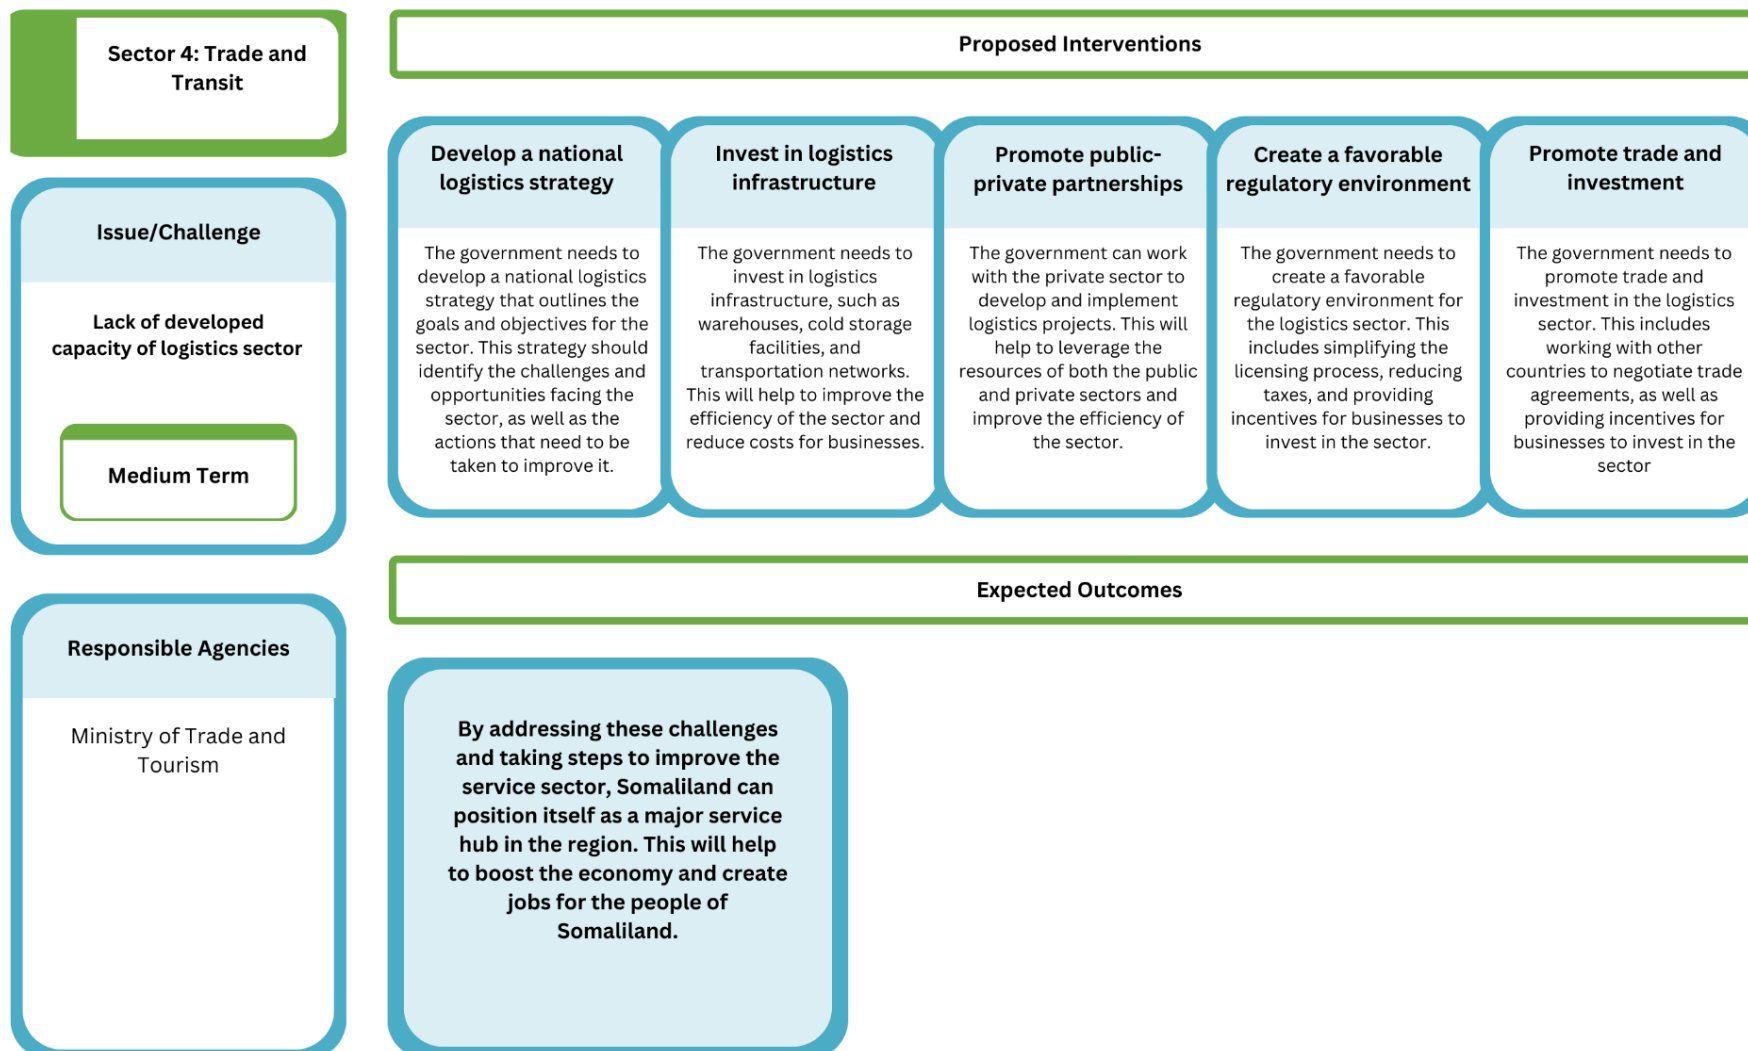 Sector 4: Trade and
Transit
Issue/Challenge
Lack of developed
capacity of logistics sector
Medium Term
Responsible Agencies
Ministry of Trade and
Tourism
Proposed Interventions
Develop a national
logistics strategy
The government needs to
develop a national logistics
strategy that outlines the
goals and objectives for the
sector. This strategy should
identify the challenges and
opportunities facing the
sector, as well as the
actions that need to be
taken to improve it.
Invest in logistics
infrastructure
The government needs to
invest in logistics
infrastructure, such as
warehouses, cold storage
facilities, and
transportation networks.
This will help to improve the
efficiency of the sector and
reduce costs for businesses.
Promote public-
private partnerships
The government can work
with the private sector to
develop and implement
logistics projects. This will
help to leverage the
resources of both the public
and private sectors and
improve the efficiency of
the sector.
Create a favorable
regulatory environment
The government needs to
create a favorable
regulatory environment for
the logistics sector. This
includes simplifying the
licensing process, reducing
taxes, and providing
incentives for businesses to
invest in the sector.
Promote trade and
investment
The government needs to
promote trade and
investment in the logistics
sector. This includes
working with other
countries to negotiate trade
agreements, as well as
providing incentives for
businesses to invest in the
sector
Expected Outcomes
By addressing these challenges
and taking steps to improve the
service sector, Somaliland can
position itself as a major service
hub in the region. This will help
to boost the economy and create
jobs for the people of
Somaliland.